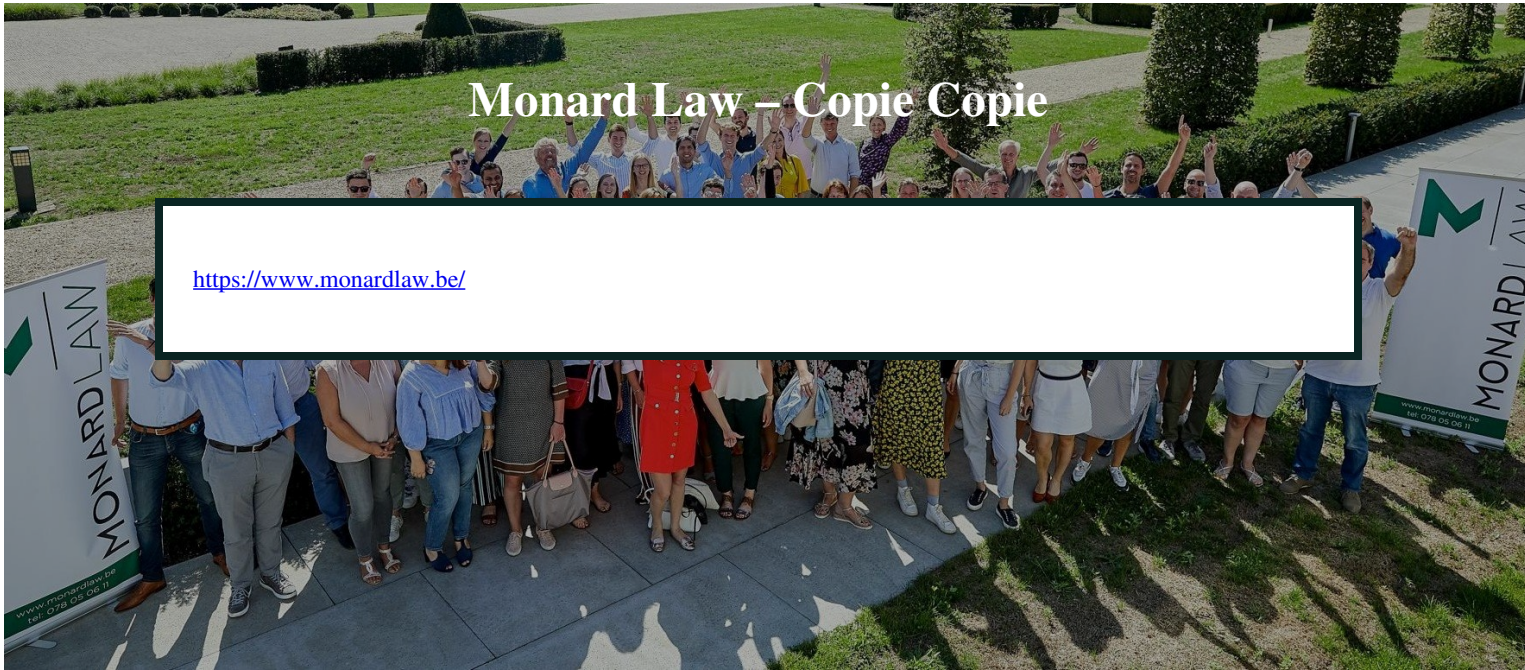 Monard Law – Copie Copie
https://www.monardlaw.be/
MONARD LAW
www.monardlaw.be
tel: 078 05 06 11
MONARD LAW
www.monardlaw.be
tel: 078 05 06 11